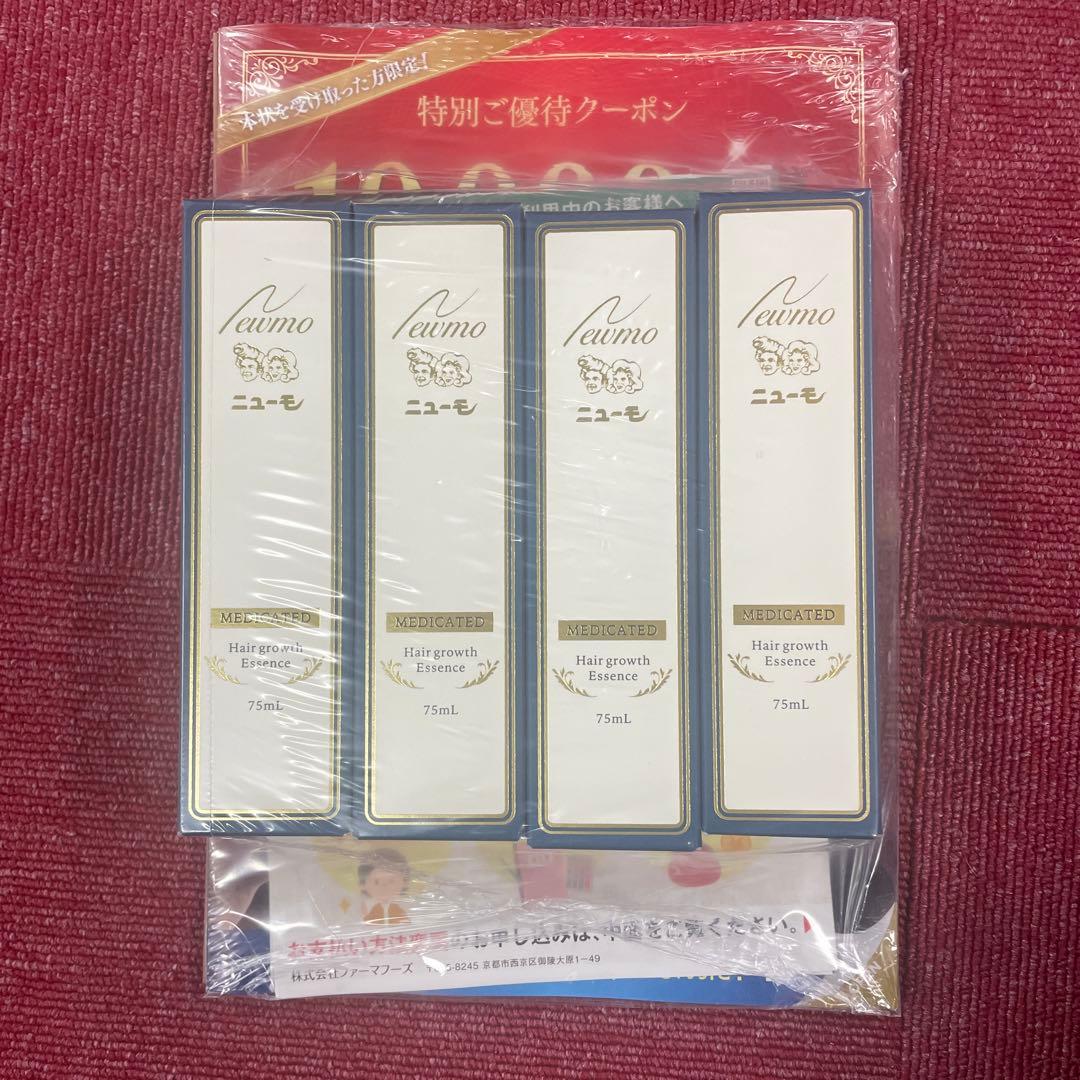 本状を受け取った方限定!
特別ご優待クーポン
10,000
利用中のお客様へ
Newmo
ニューモ
MEDICATED
Hair growth
Essence
75mL
Newmo
ニューモ
MEDICATED
Hair growth
Essence
75mL
Newmo
ニューモ
MEDICATED
Hair growth
Essence
75mL
Newmo
ニューモ
MEDICATED
Hair growth
Essence
75mL
お支払い方法変更のお申し込みは、中面をご覧ください。
株式会社ファーマフーズ 〒615-8245 京都市西京区御陵大原1-49